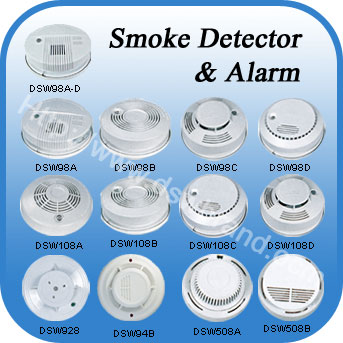 Smoke Detector
& Alarm
DSW98A-D
DSW98A DSW98B DSW98C DSW98D
DSW108A DSW108B DSW108C DSW108D
DSW928 DSW94B DSW508A DSW508B